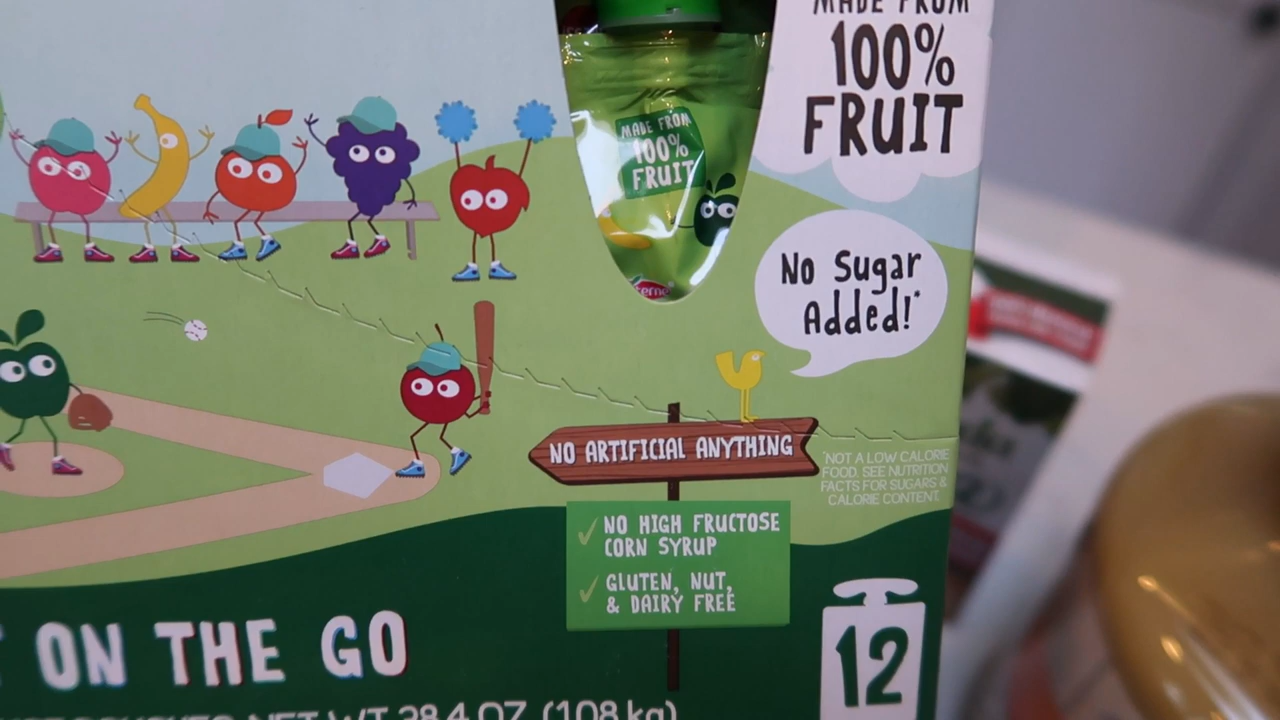 MADE FROM
100%
FRUIT
MADE FROM
100%
FRUIT
No Sugar
Added!*
NO ARTIFICIAL ANYTHING
*NOT A LOW CALORIE
FOOD. SEE NUTRITION
FACTS FOR SUGARS &
CALORIE CONTENT.
NO HIGH FRUCTOSE
CORN SYRUP
GLUTEN, NUT,
& DAIRY FREE
ON THE GO
12
NET WT 38.4 OZ (1.08 kg)